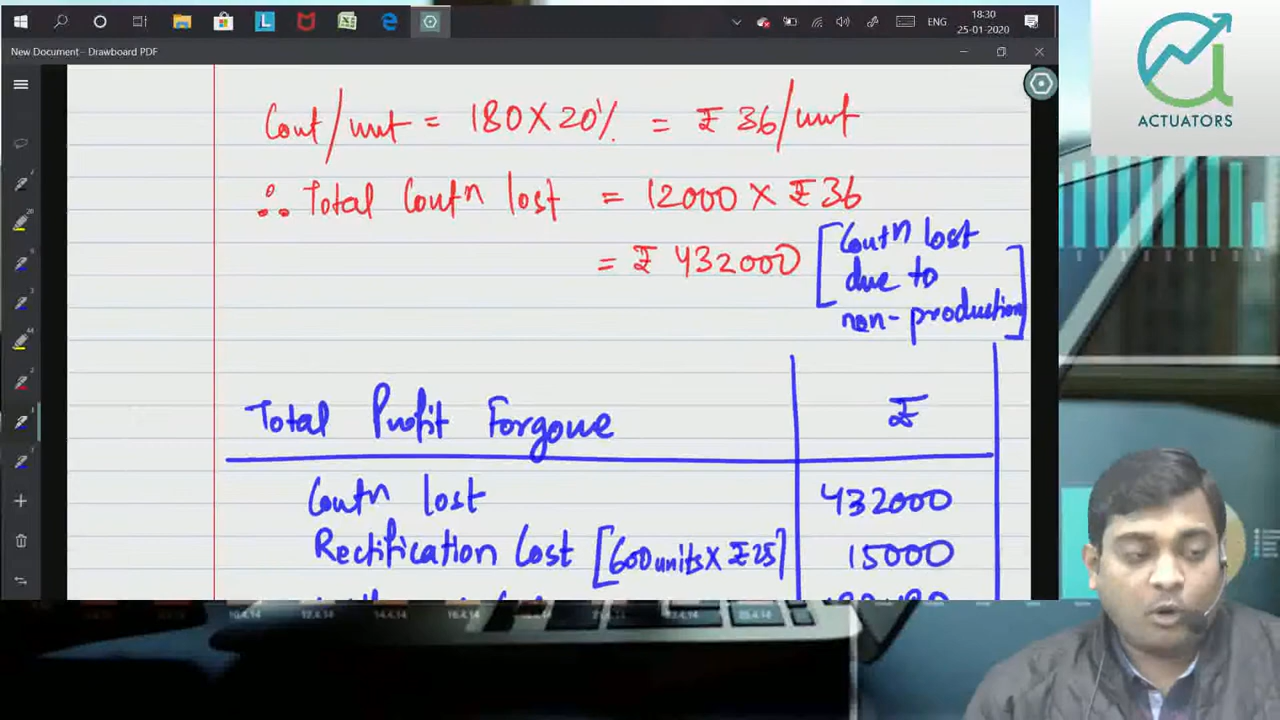 18:30
ENG
25-01-2020
New Document - Drawboard PDF
ACTUATORS
Cont/unit = 180 X 20% = ₹ 36/unit
∴ Total Contn lost = 12000 X ₹ 36
= ₹ 432000
[Contn lost
due to
non-production]
Total Profit Forgone ₹
Contn lost 432000
Rectification Cost [600 units X ₹25] 15000